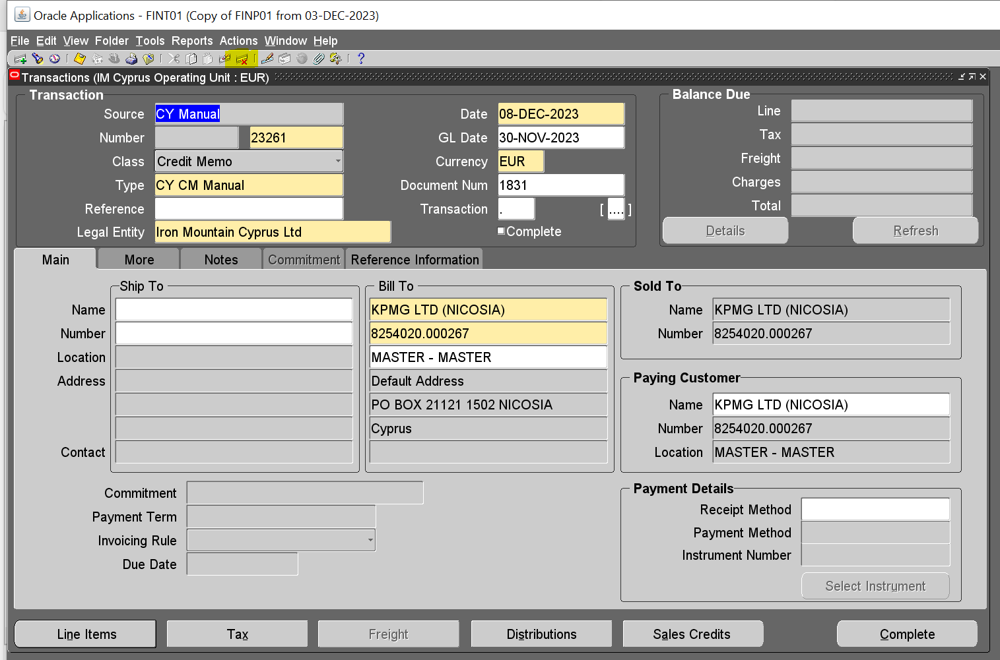 Oracle Applications - FINT01 (Copy of FINP01 from 03-DEC-2023)
File Edit View Folder Tools Reports Actions Window Help
Transactions (IM Cyprus Operating Unit : EUR)
Transaction
Source CY Manual
Number 23261
Class Credit Memo
Type CY CM Manual
Reference
Legal Entity Iron Mountain Cyprus Ltd
Date 08-DEC-2023
GL Date 30-NOV-2023
Currency EUR
Document Num 1831
Transaction . [ .... ]
Complete
Balance Due
Line
Tax
Freight
Charges
Total
Details Refresh
Main More Notes Commitment Reference Information
Ship To
Name
Number
Location
Address
Contact
Bill To
KPMG LTD (NICOSIA)
8254020.000267
MASTER - MASTER
Default Address
PO BOX 21121 1502 NICOSIA
Cyprus
Sold To
Name KPMG LTD (NICOSIA)
Number 8254020.000267
Paying Customer
Name KPMG LTD (NICOSIA)
Number 8254020.000267
Location MASTER - MASTER
Commitment
Payment Term
Invoicing Rule
Due Date
Payment Details
Receipt Method
Payment Method
Instrument Number
Select Instrument
Line Items Tax Freight Distributions Sales Credits Complete